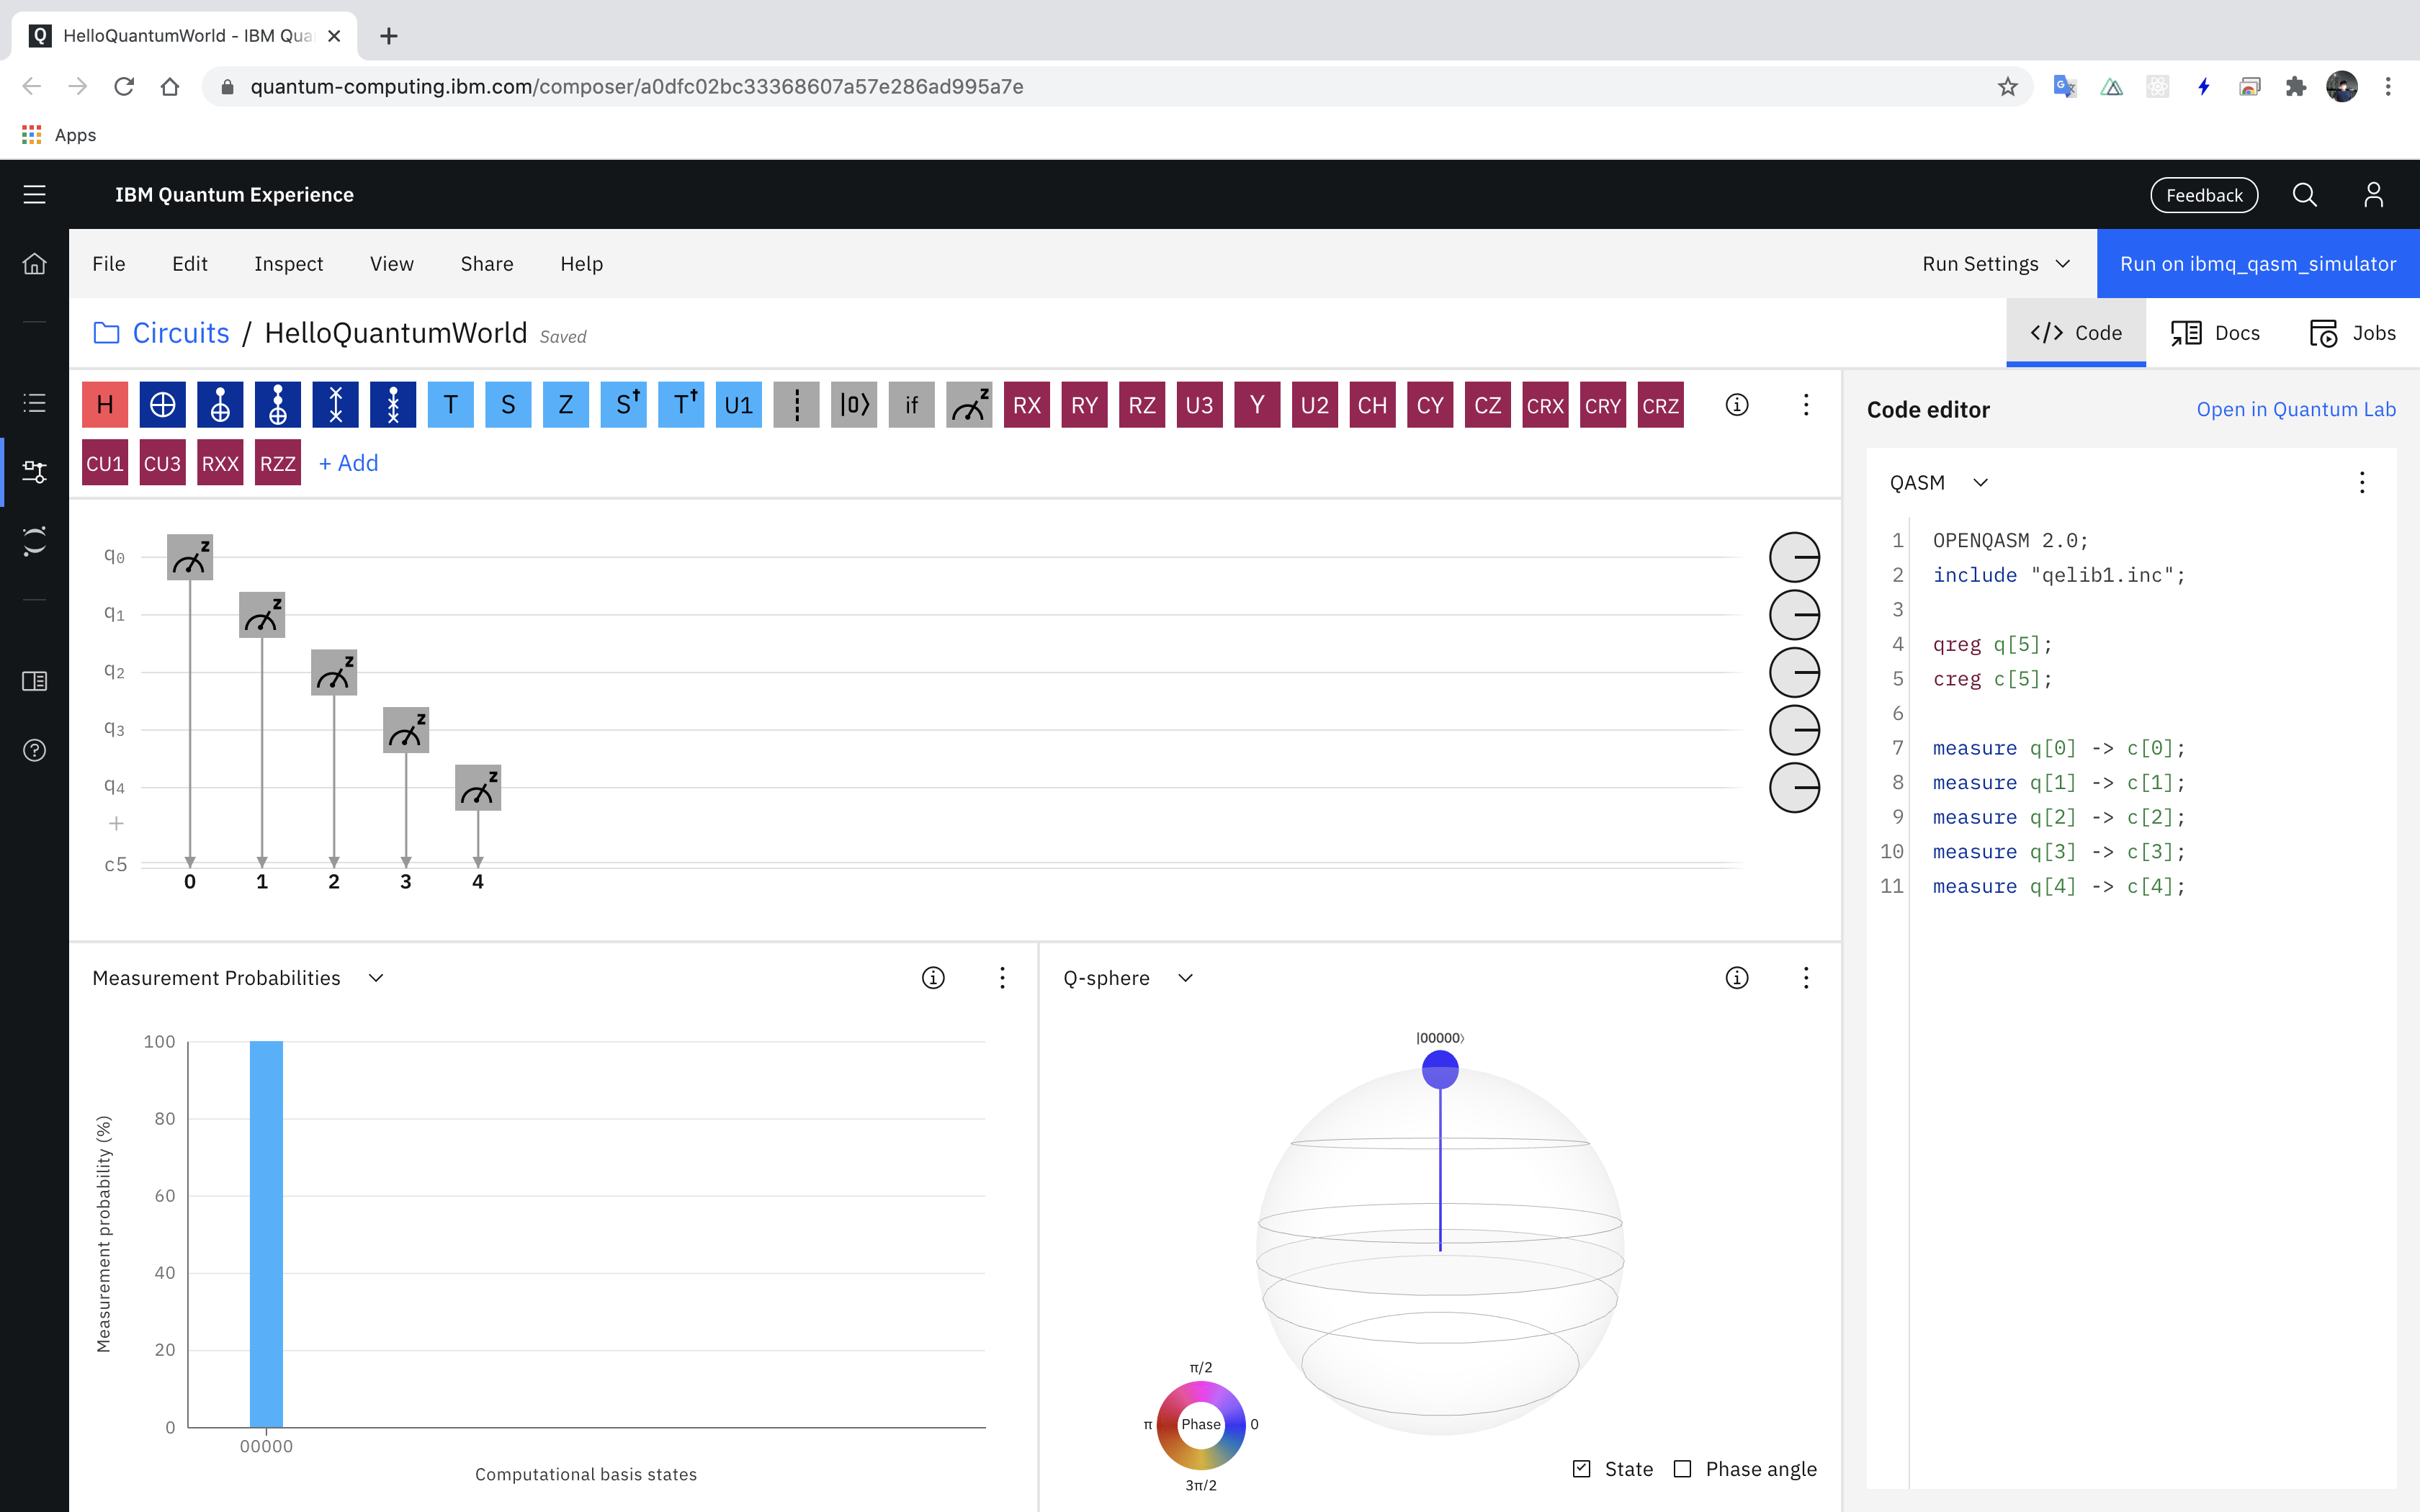 Q HelloQuantumWorld - IBM Qua
quantum-computing.ibm.com/composer/a0dfc02bc33368607a57e286ad995a7e
Apps
IBM Quantum Experience
Feedback
File Edit Inspect View Share Help
Run Settings
Run on ibmq_qasm_simulator
Circuits / HelloQuantumWorld Saved
</> Code Docs Jobs
H T S Z S† T† U1 |0⟩ if z RX RY RZ U3 Y U2 CH CY CZ CRX CRY CRZ
CU1 CU3 RXX RZZ + Add
q0 z
q1 z
q2 z
q3 z
q4 z
+
c5
0 1 2 3 4
Measurement Probabilities
100
80
60
40
20
0
Measurement probability (%)
00000
Computational basis states
Q-sphere
|00000⟩
π/2
π Phase 0
3π/2
State Phase angle
Code editor
Open in Quantum Lab
QASM
1 OPENQASM 2.0;
2 include "qelib1.inc";
3
4 qreg q[5];
5 creg c[5];
6
7 measure q[0] -> c[0];
8 measure q[1] -> c[1];
9 measure q[2] -> c[2];
10 measure q[3] -> c[3];
11 measure q[4] -> c[4];